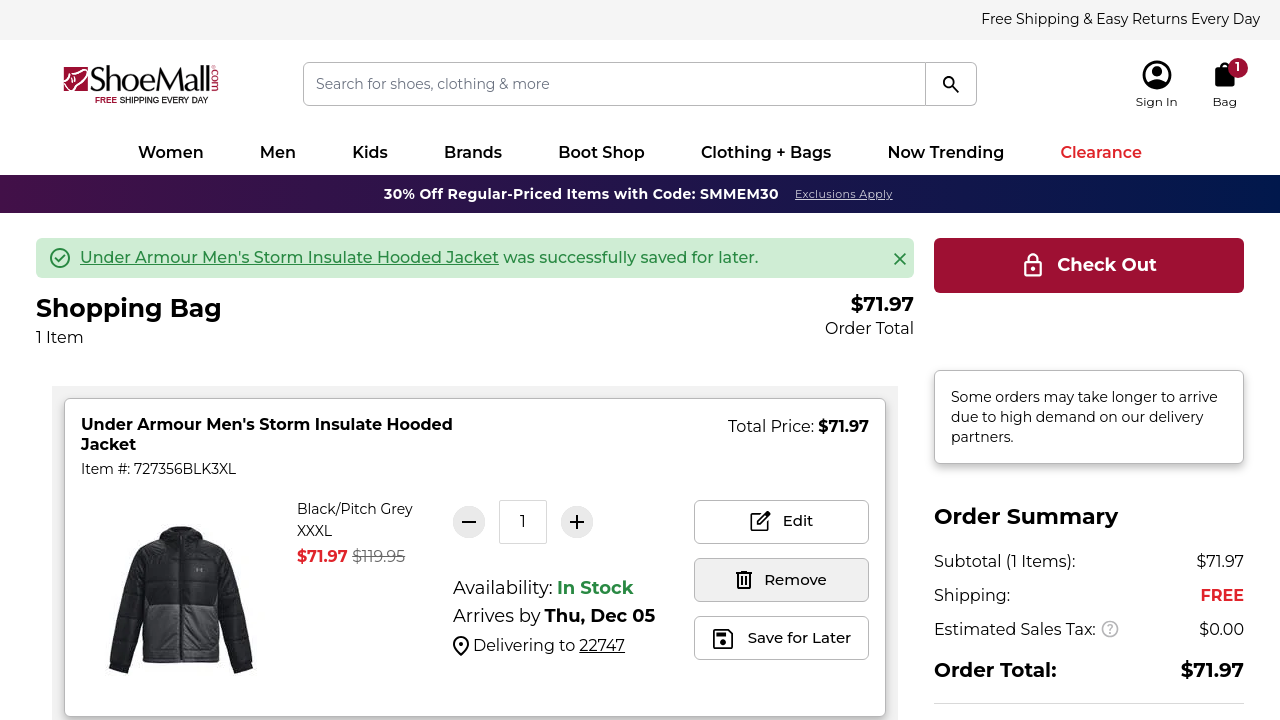 Free Shipping & Easy Returns Every Day
ShoeMall.com
FREE SHIPPING EVERY DAY
Search for shoes, clothing & more
Sign In
1
Bag
Women Men Kids Brands Boot Shop Clothing + Bags Now Trending Clearance
30% Off Regular-Priced Items with Code: SMMEM30 Exclusions Apply
Under Armour Men's Storm Insulate Hooded Jacket was successfully saved for later.
Check Out
Shopping Bag
1 Item
$71.97
Order Total
Some orders may take longer to arrive
due to high demand on our delivery
partners.
Under Armour Men's Storm Insulate Hooded
Jacket
Item #: 727356BLK3XL
Total Price: $71.97
Black/Pitch Grey
XXXL
$71.97 $119.95
1
Availability: In Stock
Arrives by Thu, Dec 05
Delivering to 22747
Edit
Remove
Save for Later
Order Summary
Subtotal (1 Items): $71.97
Shipping: FREE
Estimated Sales Tax: ? $0.00
Order Total: $71.97